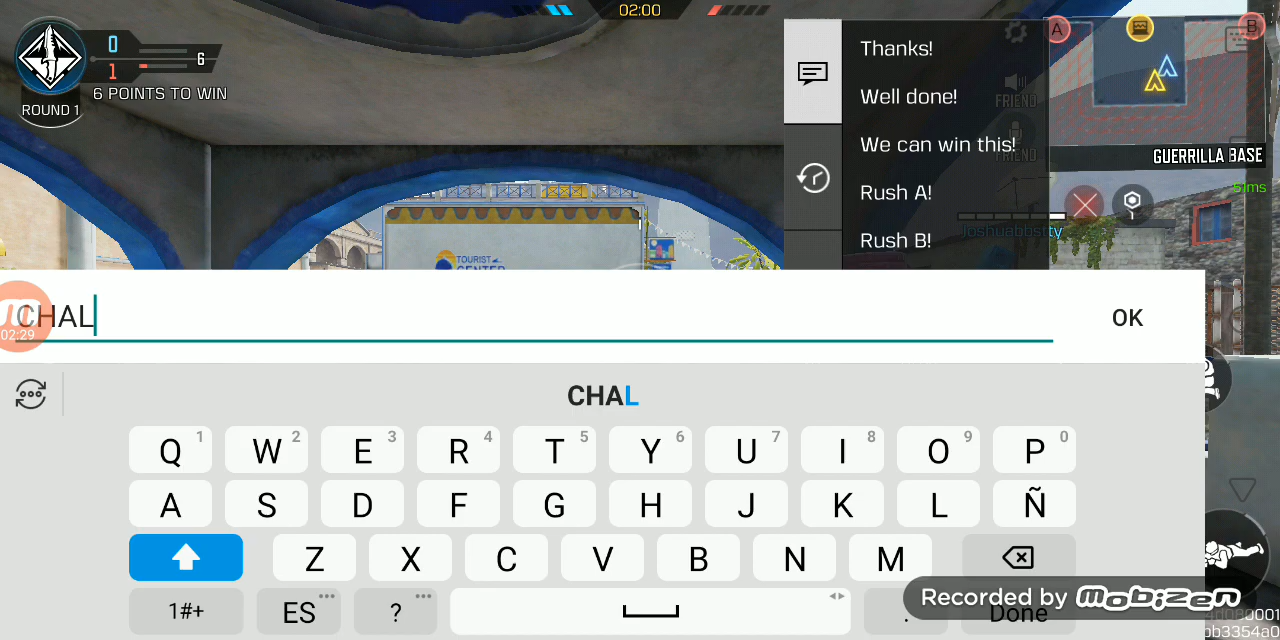 02:00
0
1
6
6 POINTS TO WIN
ROUND 1
Thanks!
Well done!
We can win this!
Rush A!
Rush B!
FRIEND
FRIEND
A
B
GUERRILLA BASE
51ms
Joshuabbstty
TOURIST
CENTER
CHAL
02:29
OK
CHAL
Q 1 W 2 E 3 R 4 T 5 Y 6 U 7 I 8 O 9 P 0
A S D F G H J K L Ñ
Z X C V B N M
1#+ ES ? . Done
Recorded by mobizen